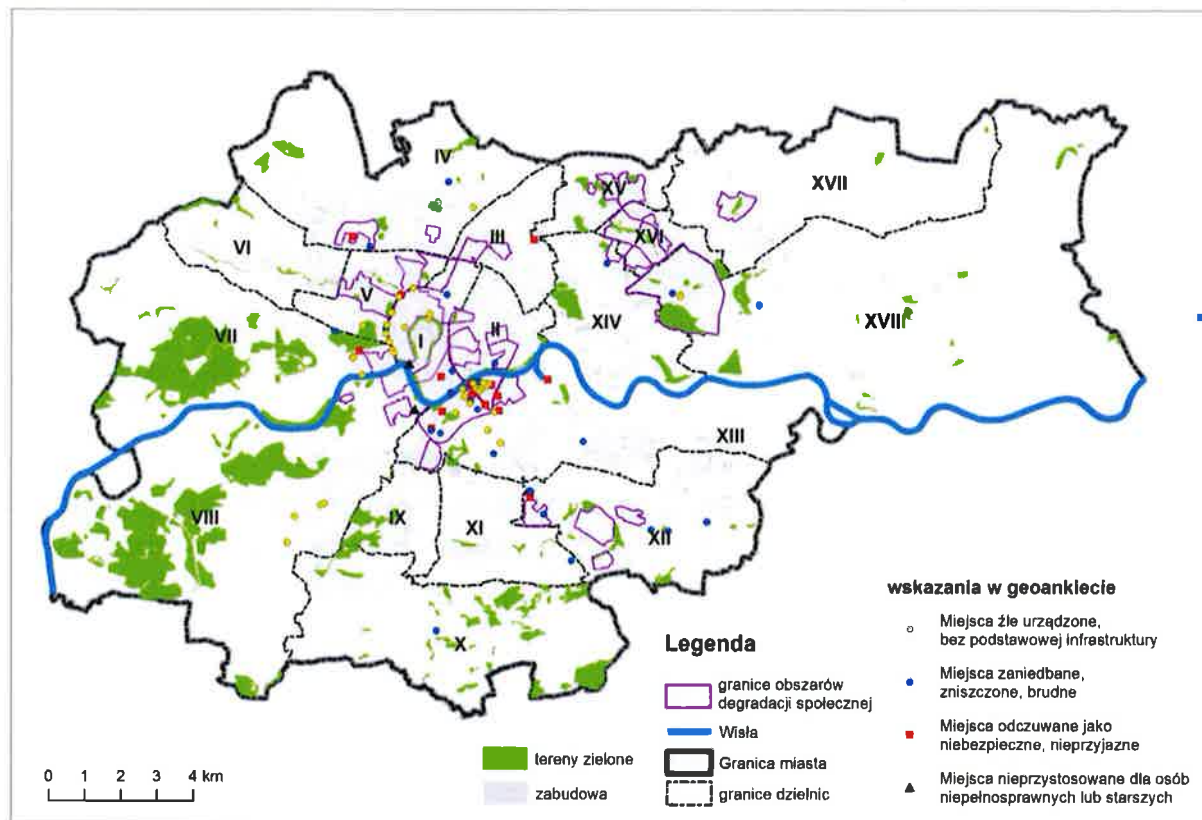 IV
XV
XVII
XVI
III
VI
V
I
II
XIV
XVII
VII
XIII
VIII
IX
XI
XII
X
wskazania w geoankiecie
Miejsca źle urządzone,
bez podstawowej infrastruktury
Miejsca zaniedbane,
zniszczone, brudne
Miejsca odczuwane jako
niebezpieczne, nieprzyjazne
Miejsca nieprzystosowane dla osób
niepełnosprawnych lub starszych
Legenda
granice obszarów
degradacji społecznej
Wisła
Granica miasta
granice dzielnic
tereny zielone
zabudowa
0 1 2 3 4 km